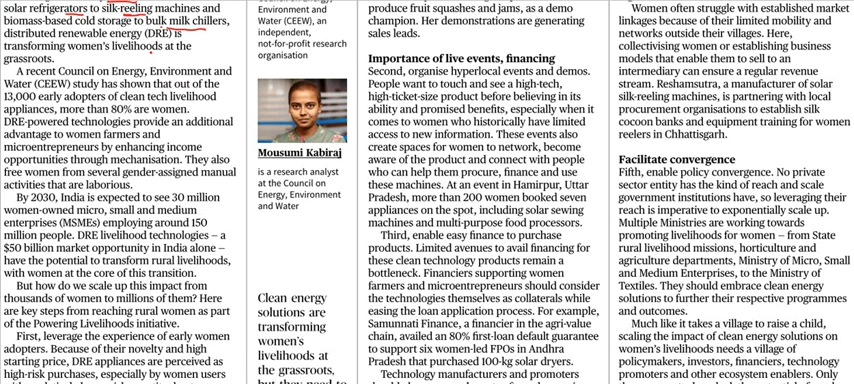 solar refrigerators to silk-reeling machines and
biomass-based cold storage to bulk milk chillers,
distributed renewable energy (DRE) is
transforming women's livelihoods at the
grassroots.
A recent Council on Energy, Environment and
Water (CEEW) study has shown that out of the
13,000 early adopters of clean tech livelihood
appliances, more than 80% are women.
DRE-powered technologies provide an additional
advantage to women farmers and
microentrepreneurs by enhancing income
opportunities through mechanisation. They also
free women from several gender-assigned manual
activities that are laborious.
By 2030, India is expected to see 30 million
women-owned micro, small and medium
enterprises (MSMEs) employing around 150
million people. DRE livelihood technologies — a
$50 billion market opportunity in India alone —
have the potential to transform rural livelihoods,
with women at the core of this transition.
But how do we scale up this impact from
thousands of women to millions of them? Here
are key steps from reaching rural women as part
of the Powering Livelihoods initiative.
First, leverage the experience of early women
adopters. Because of their novelty and high
starting price, DRE appliances are perceived as
high-risk purchases, especially by women users
Environment and
Water (CEEW), an
independent,
not-for-profit research
organisation
Mousumi Kabiraj
is a research analyst
at the Council on
Energy, Environment
and Water
Clean energy
solutions are
transforming
women's
livelihoods at
the grassroots,
but they need to
produce fruit squashes and jams, as a demo
champion. Her demonstrations are generating
sales leads.
Importance of live events, financing
Second, organise hyperlocal events and demos.
People want to touch and see a high-tech,
high-ticket-size product before believing in its
ability and promised benefits, especially when it
comes to women who historically have limited
access to new information. These events also
create spaces for women to network, become
aware of the product and connect with people
who can help them procure, finance and use
these machines. At an event in Hamirpur, Uttar
Pradesh, more than 200 women booked seven
appliances on the spot, including solar sewing
machines and multi-purpose food processors.
Third, enable easy finance to purchase
products. Limited avenues to avail financing for
these clean technology products remain a
bottleneck. Financiers supporting women
farmers and microentrepreneurs should consider
the technologies themselves as collaterals while
easing the loan application process. For example,
Samunnati Finance, a financier in the agri-value
chain, availed an 80% first-loan default guarantee
to support six women-led FPOs in Andhra
Pradesh that purchased 100-kg solar dryers.
Technology manufacturers and promoters
Women often struggle with established market
linkages because of their limited mobility and
networks outside their villages. Here,
collectivising women or establishing business
models that enable them to sell to an
intermediary can ensure a regular revenue
stream. Reshamsutra, a manufacturer of solar
silk-reeling machines, is partnering with local
procurement organisations to establish silk
cocoon banks and equipment training for women
reelers in Chhattisgarh.
Facilitate convergence
Fifth, enable policy convergence. No private
sector entity has the kind of reach and scale
government institutions have, so leveraging their
reach is imperative to exponentially scale up.
Multiple Ministries are working towards
promoting livelihoods for women — from State
rural livelihood missions, horticulture and
agriculture departments, Ministry of Micro, Small
and Medium Enterprises, to the Ministry of
Textiles. They should embrace clean energy
solutions to further their respective programmes
and outcomes.
Much like it takes a village to raise a child,
scaling the impact of clean energy solutions on
women's livelihoods needs a village of
policymakers, investors, financiers, technology
promoters and other ecosystem enablers. Only